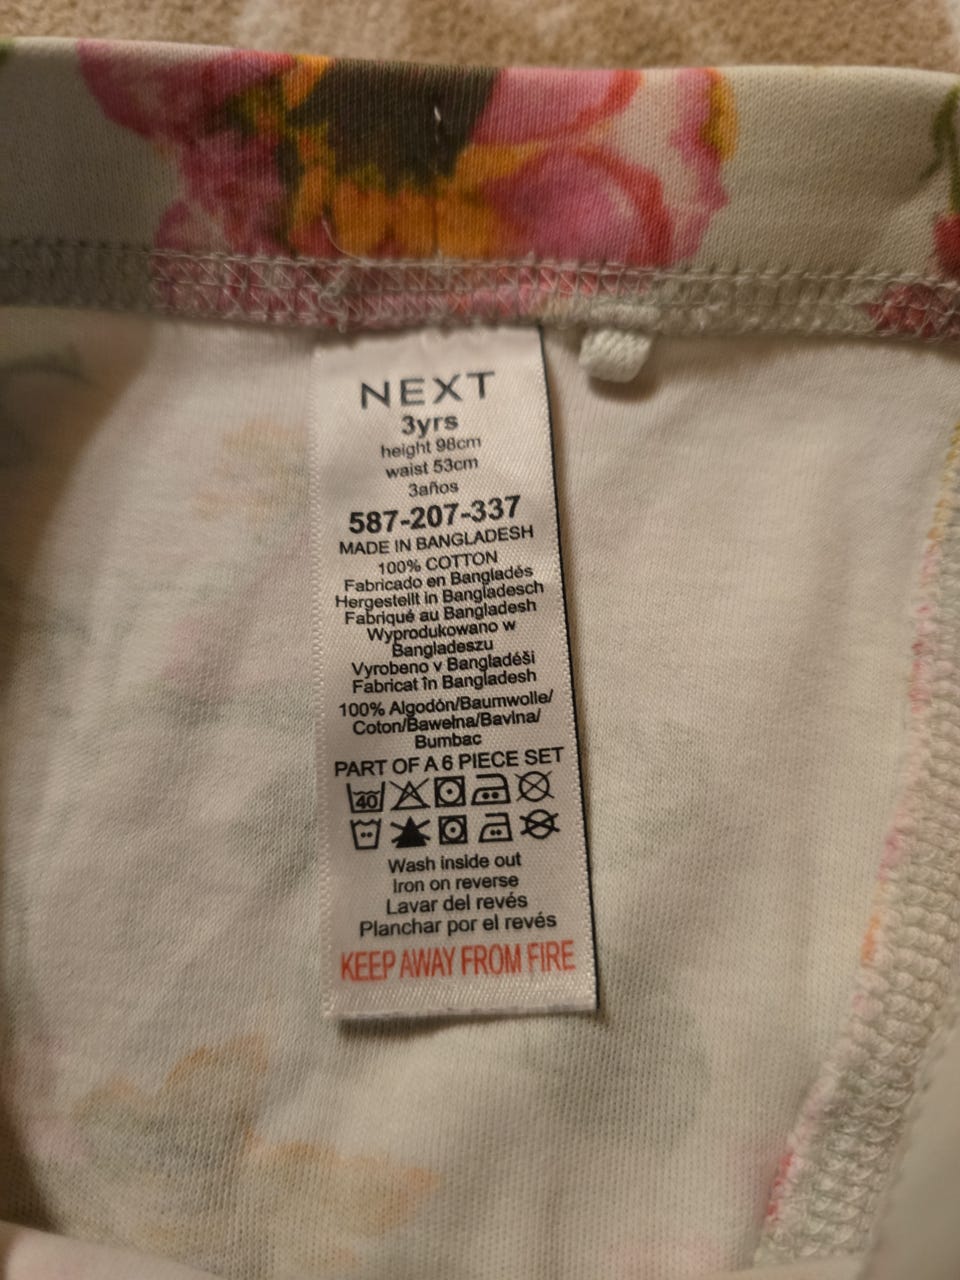 NEXT
3yrs
height 98cm
waist 53cm
3años
587-207-337
MADE IN BANGLADESH
100% COTTON
Fabricado en Bangladés
Hergestellt in Bangladesch
Fabriqué au Bangladesh
Wyprodukowano w
Bangladeszu
Vyrobeno v Bangladéši
Fabricat în Bangladesh
100% Algodón/Baumwolle/
Coton/Bawełna/Bavlna/
Bumbac
PART OF A 6 PIECE SET
40
Wash inside out
Iron on reverse
Lavar del revés
Planchar por el revés
KEEP AWAY FROM FIRE